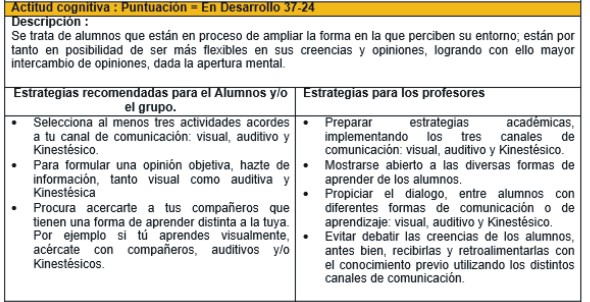 Actitud cognitiva : Puntuación = En Desarrollo 37-24
Descripción :
Se trata de alumnos que están en proceso de ampliar la forma en la que perciben su entorno; están por
tanto en posibilidad de ser más flexibles en sus creencias y opiniones, logrando con ello mayor
intercambio de opiniones, dada la apertura mental.
Estrategias recomendadas para el Alumnos y/o
el grupo.
• Selecciona al menos tres actividades acordes
a tu canal de comunicación: visual, auditivo y
Kinestésico.
• Para formular una opinión objetiva, hazte de
información, tanto visual como auditiva y
Kinestésica
• Procura acercarte a tus compañeros que
tienen una forma de aprender distinta a la tuya.
Por ejemplo si tú aprendes visualmente,
acércate con compañeros, auditivos y/o
Kinestésicos.
Estrategias para los profesores
• Preparar estrategias académicas,
implementando los tres canales de
comunicación: visual, auditivo y Kinestésico.
• Mostrarse abierto a las diversas formas de
aprender de los alumnos.
• Propiciar el dialogo, entre alumnos con
diferentes formas de comunicación o de
aprendizaje: visual, auditivo y Kinestésico.
• Evitar debatir las creencias de los alumnos,
antes bien, recibirlas y retroalimentarlas con
el conocimiento previo utilizando los distintos
canales de comunicación.